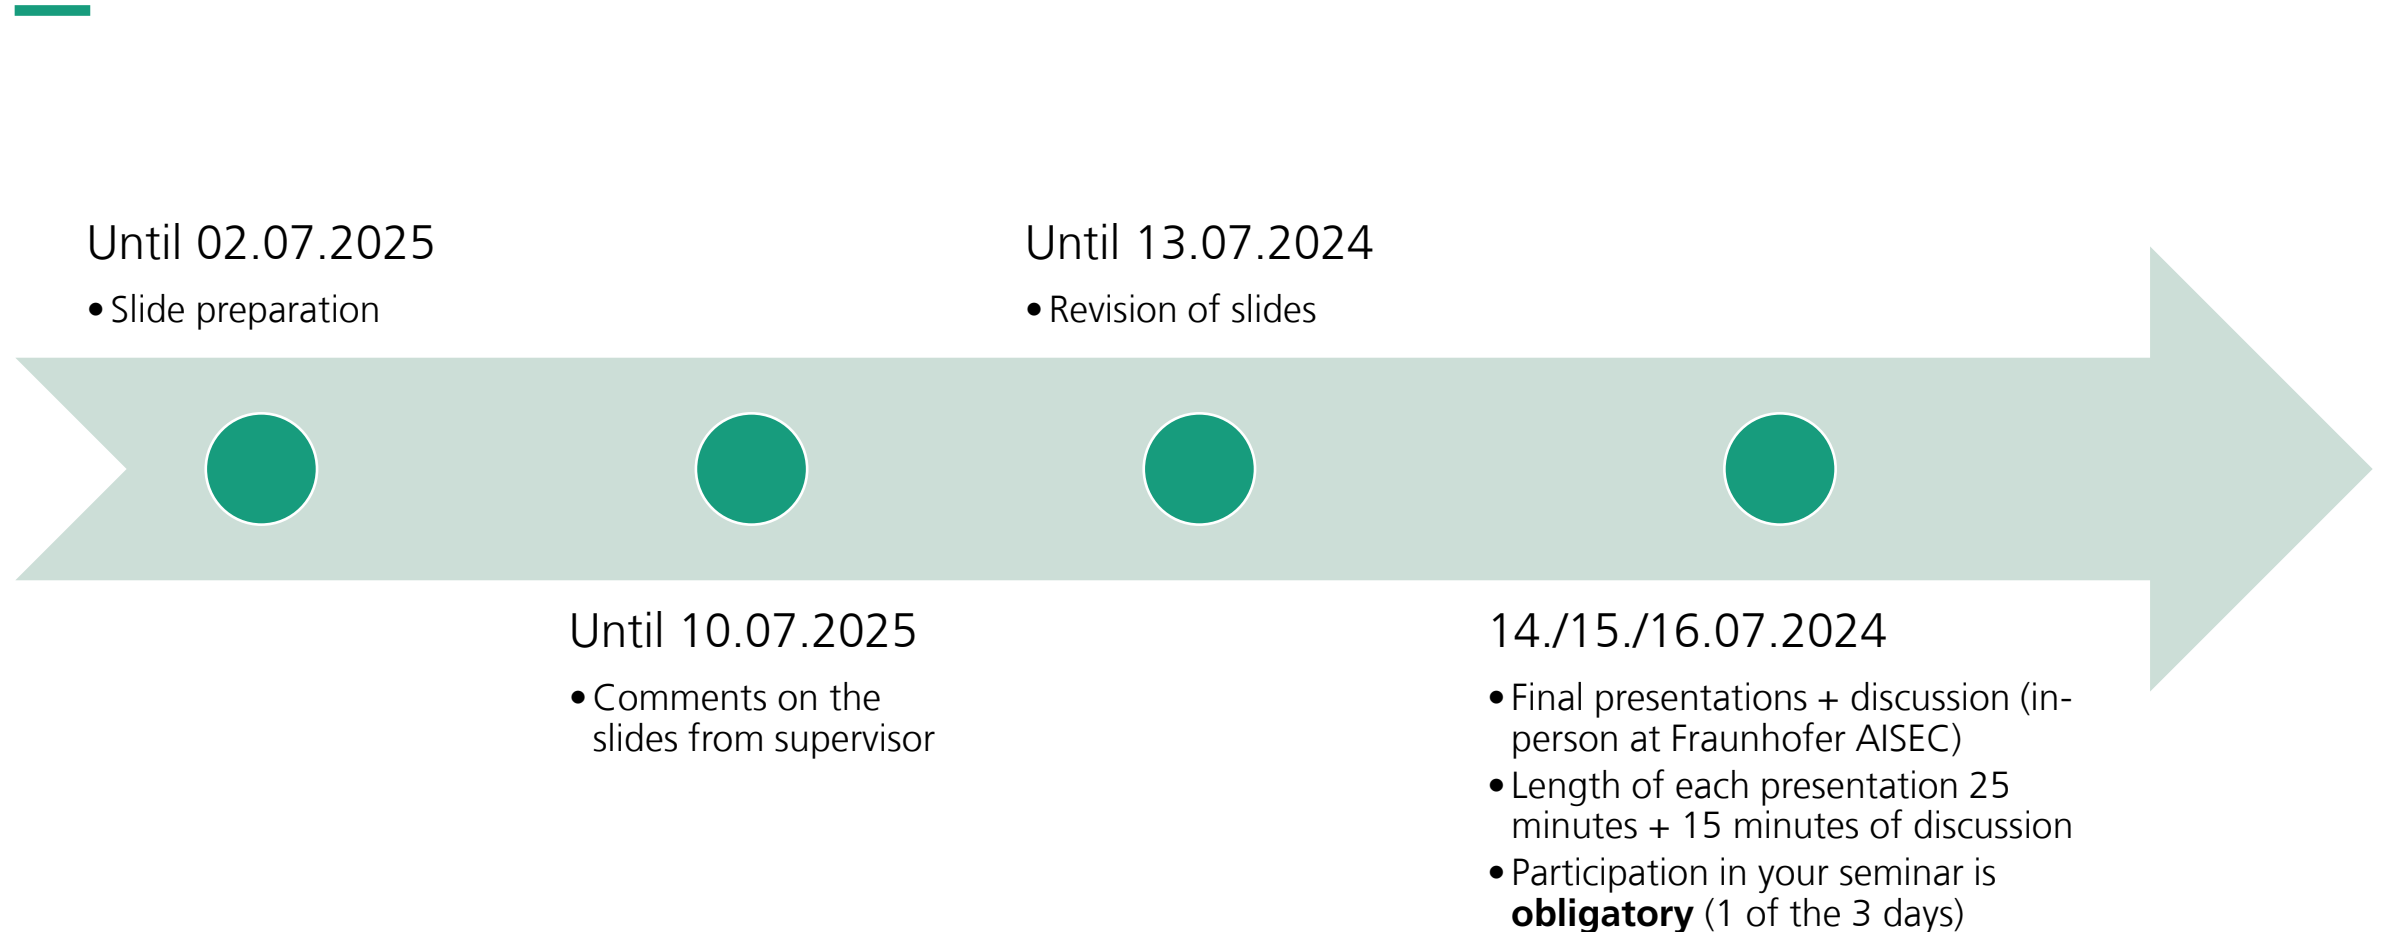 Until 02.07.2025
• Slide preparation
Until 10.07.2025
• Comments on the
slides from supervisor
Until 13.07.2024
• Revision of slides
14./15./16.07.2024
• Final presentations + discussion (in-
person at Fraunhofer AISEC)
• Length of each presentation 25
minutes + 15 minutes of discussion
• Participation in your seminar is
obligatory (1 of the 3 days)